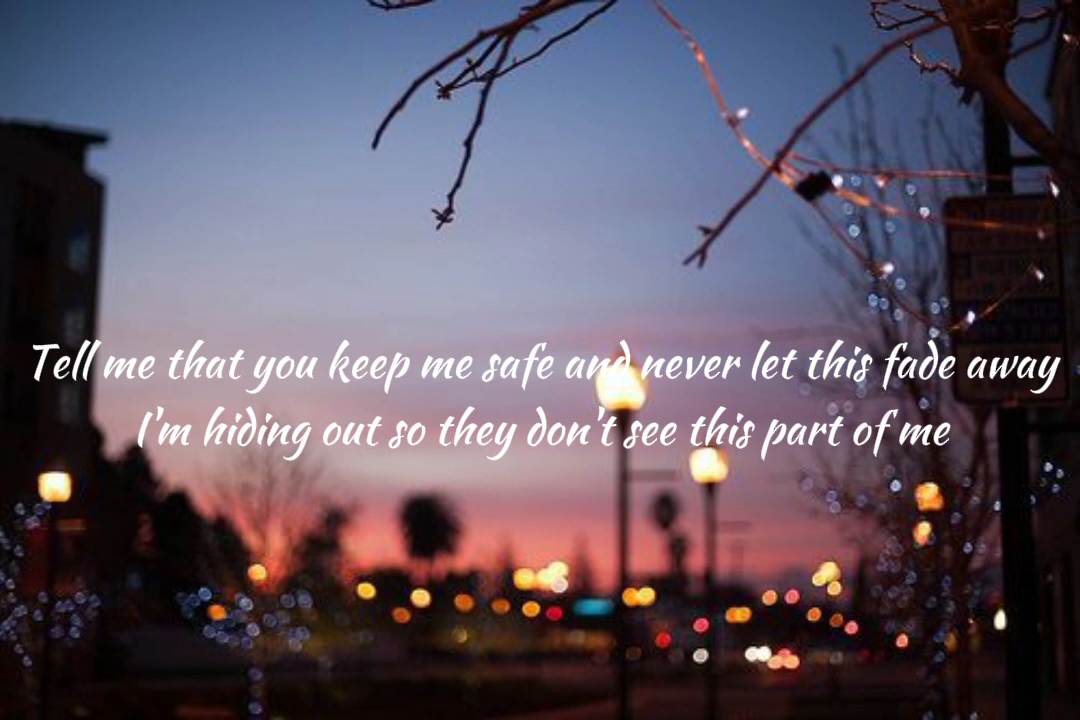 Tell me that you keep me safe and never let this fade away
I'm hiding out so they don't see this part of me